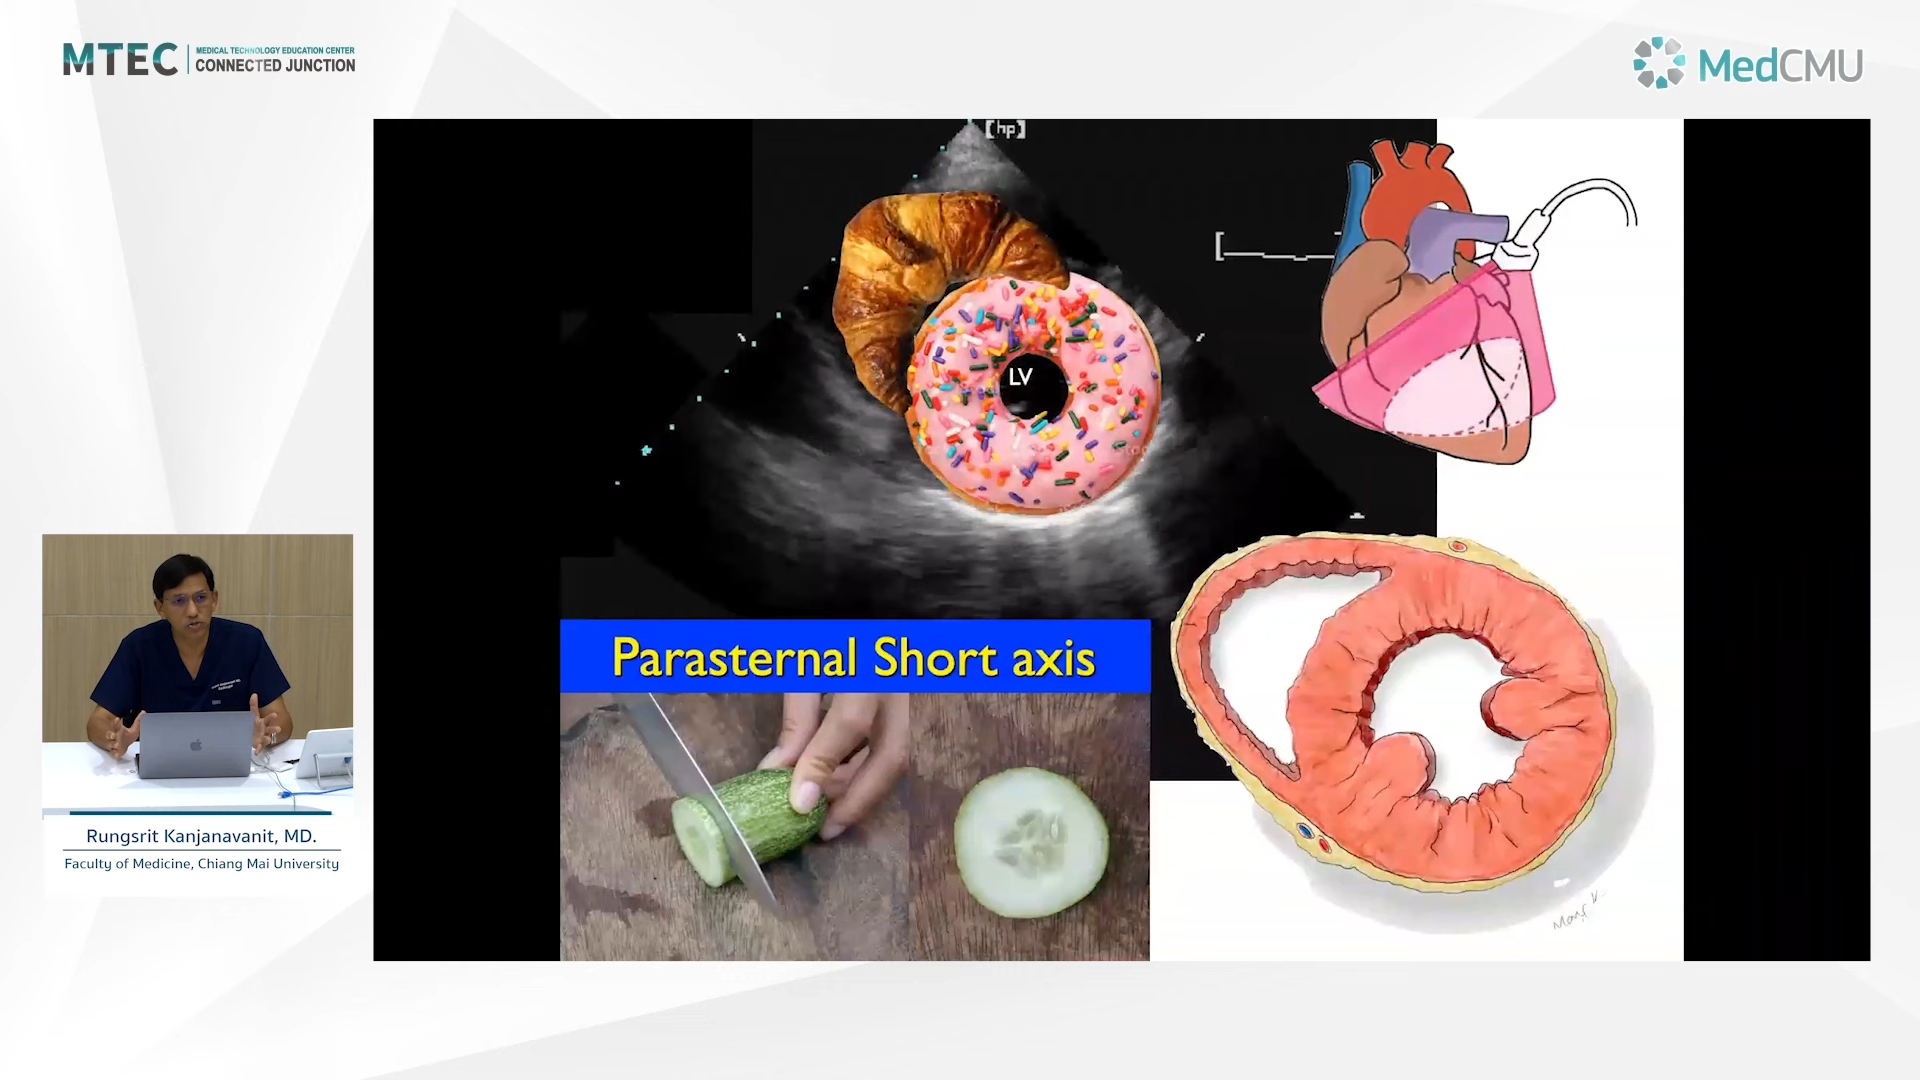 MTEC
MEDICAL TECHNOLOGY EDUCATION CENTER
CONNECTED JUNCTION
MedCMU
[hp]
LV
Parasternal Short axis
Rungsrit Kanjanavanit, MD.
Faculty of Medicine, Chiang Mai University